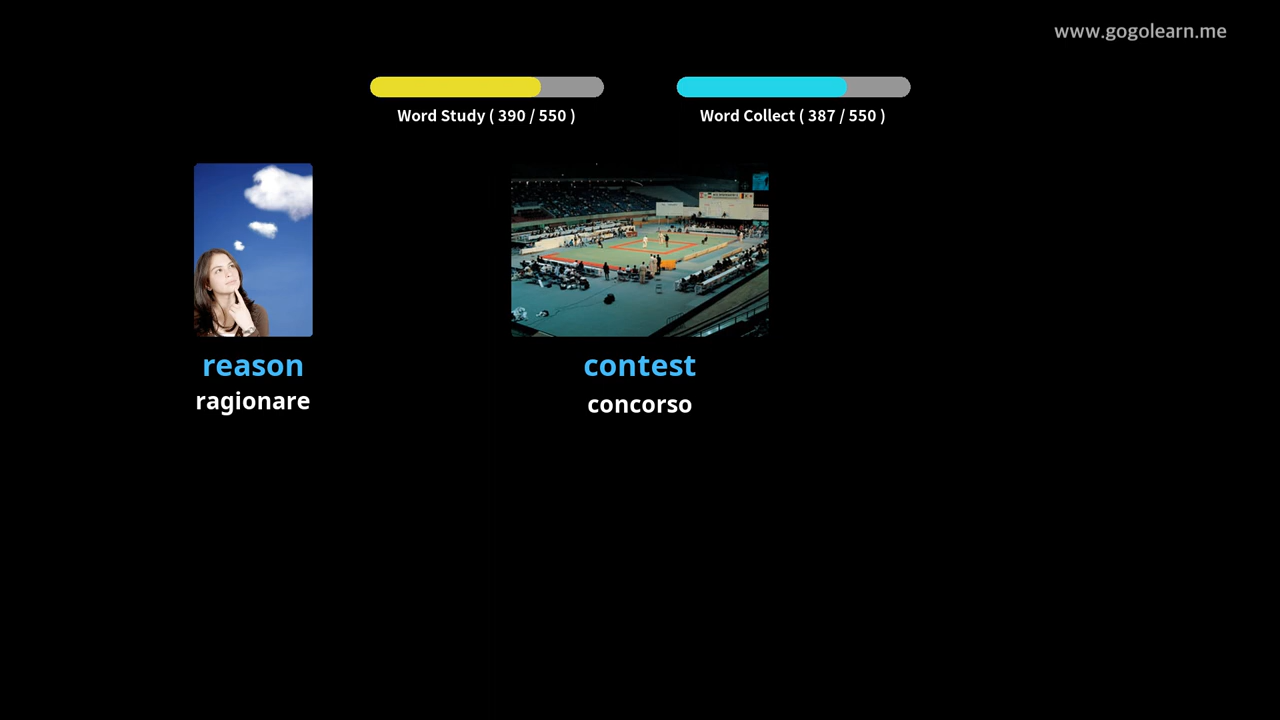 www.gogolearn.me
Word Study ( 390 / 550 )
Word Collect ( 387 / 550 )
reason
ragionare
contest
concorso